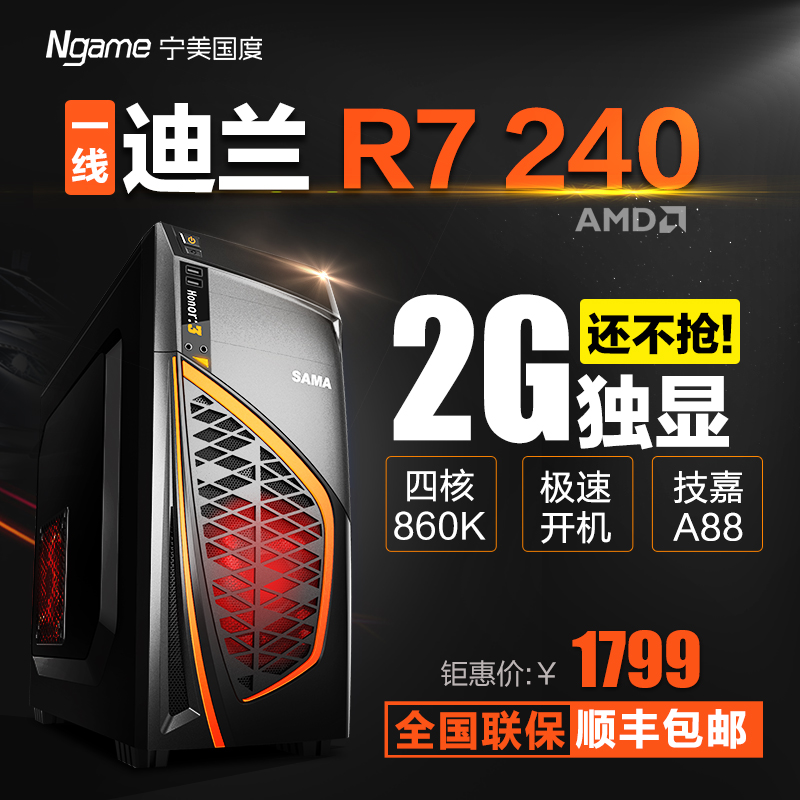 Ngame 宁美国度
一线 迪兰 R7 240
AMD
Honor:3
SAMA
2G
还不抢!
独显
四核
860K
极速
开机
技嘉
A88
钜惠价:￥1799
全国联保 顺丰包邮